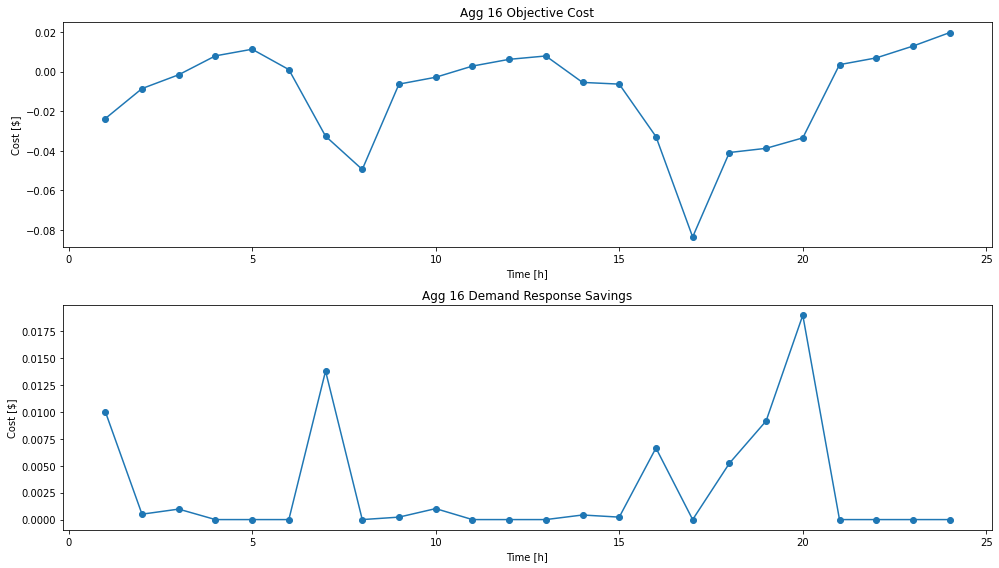 Agg 16 Objective Cost
0.02
0.00
−0.02
−0.04
−0.06
−0.08
Cost [$]
0 5 10 15 20 25
Time [h]
Agg 16 Demand Response Savings
0.0175
0.0150
0.0125
0.0100
0.0075
0.0050
0.0025
0.0000
Cost [$]
0 5 10 15 20 25
Time [h]